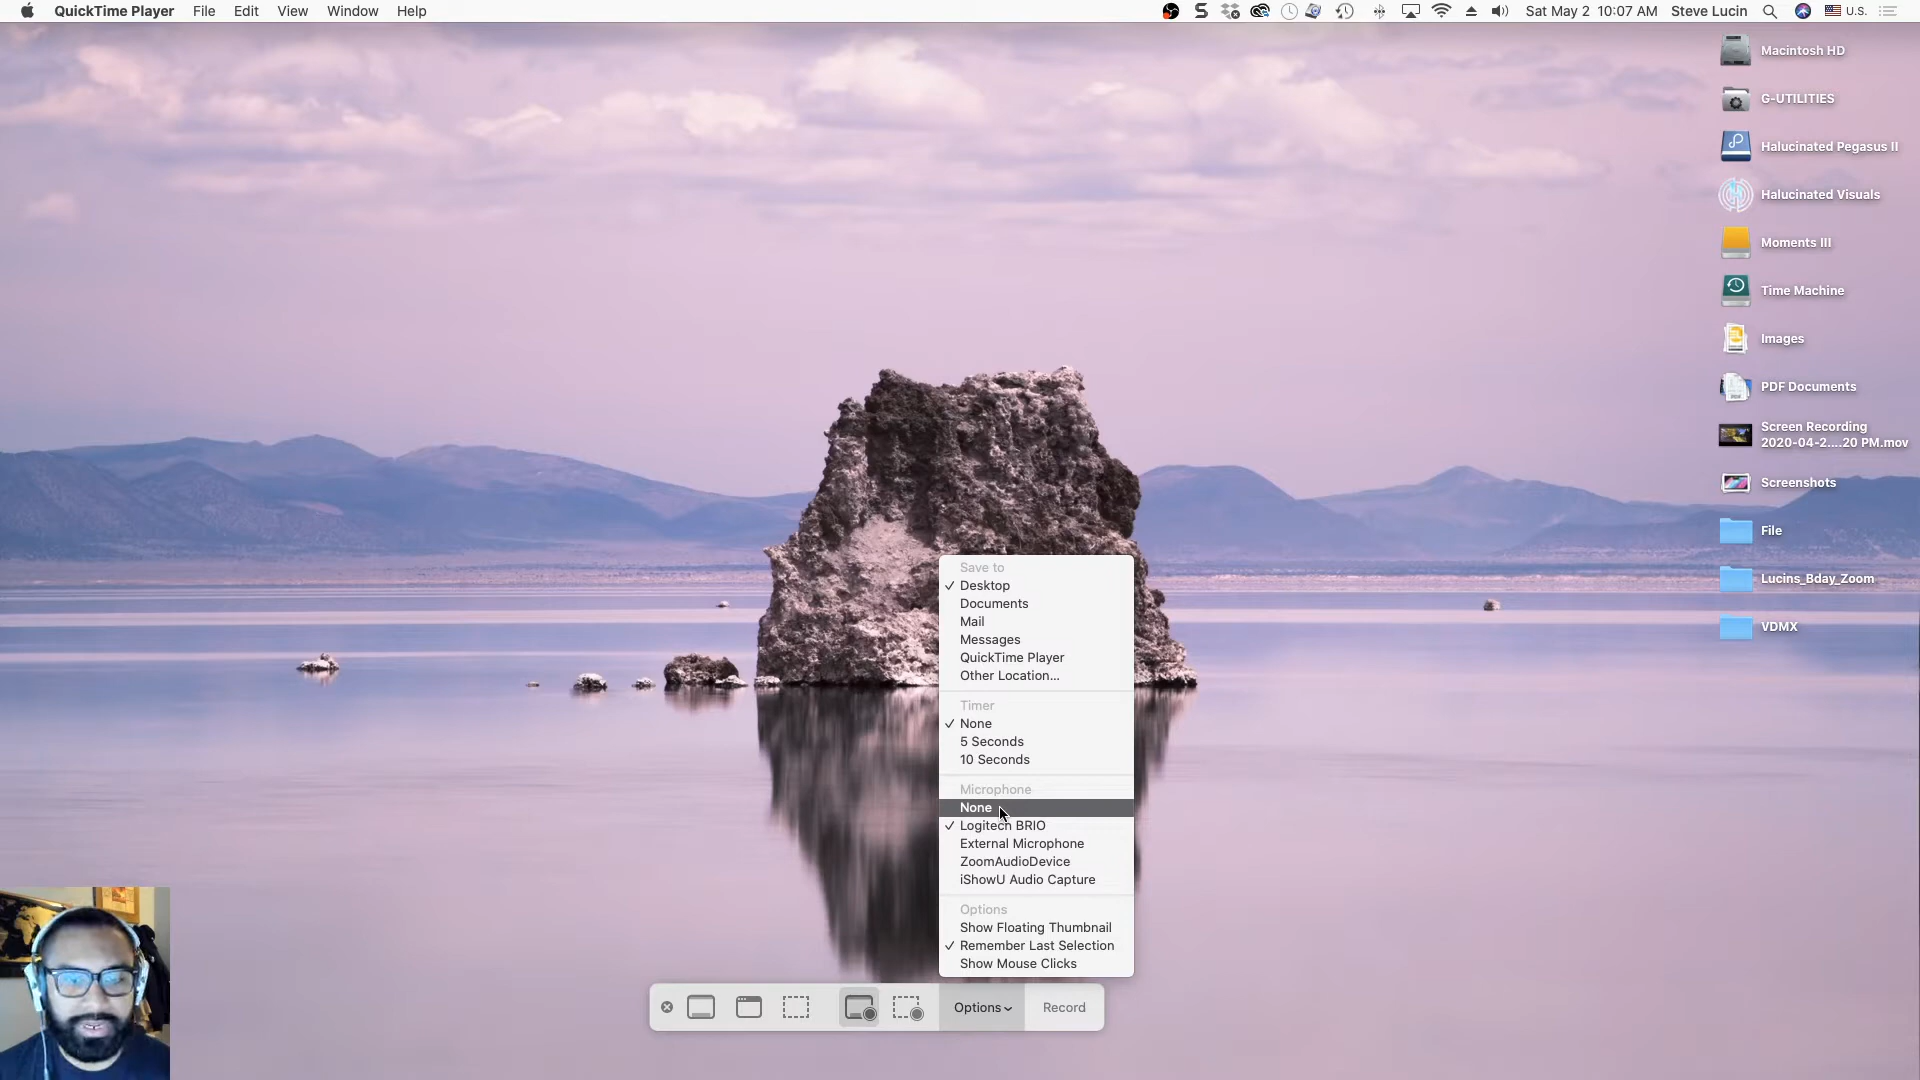 QuickTime Player File Edit View Window Help Sat May 2 10:07 AM Steve Lucin U.S.
Macintosh HD
G-UTILITIES
Halucinated Pegasus II
Halucinated Visuals
Moments III
Time Machine
Images
PDF Documents
Screen Recording
2020-04-2....20 PM.mov
Screenshots
File
Lucins_Bday_Zoom
VDMX
Save to
✓ Desktop
Documents
Mail
Messages
QuickTime Player
Other Location...
Timer
✓ None
5 Seconds
10 Seconds
Microphone
None
✓ Logitech BRIO
External Microphone
ZoomAudioDevice
iShowU Audio Capture
Options
Show Floating Thumbnail
✓ Remember Last Selection
Show Mouse Clicks
Options Record